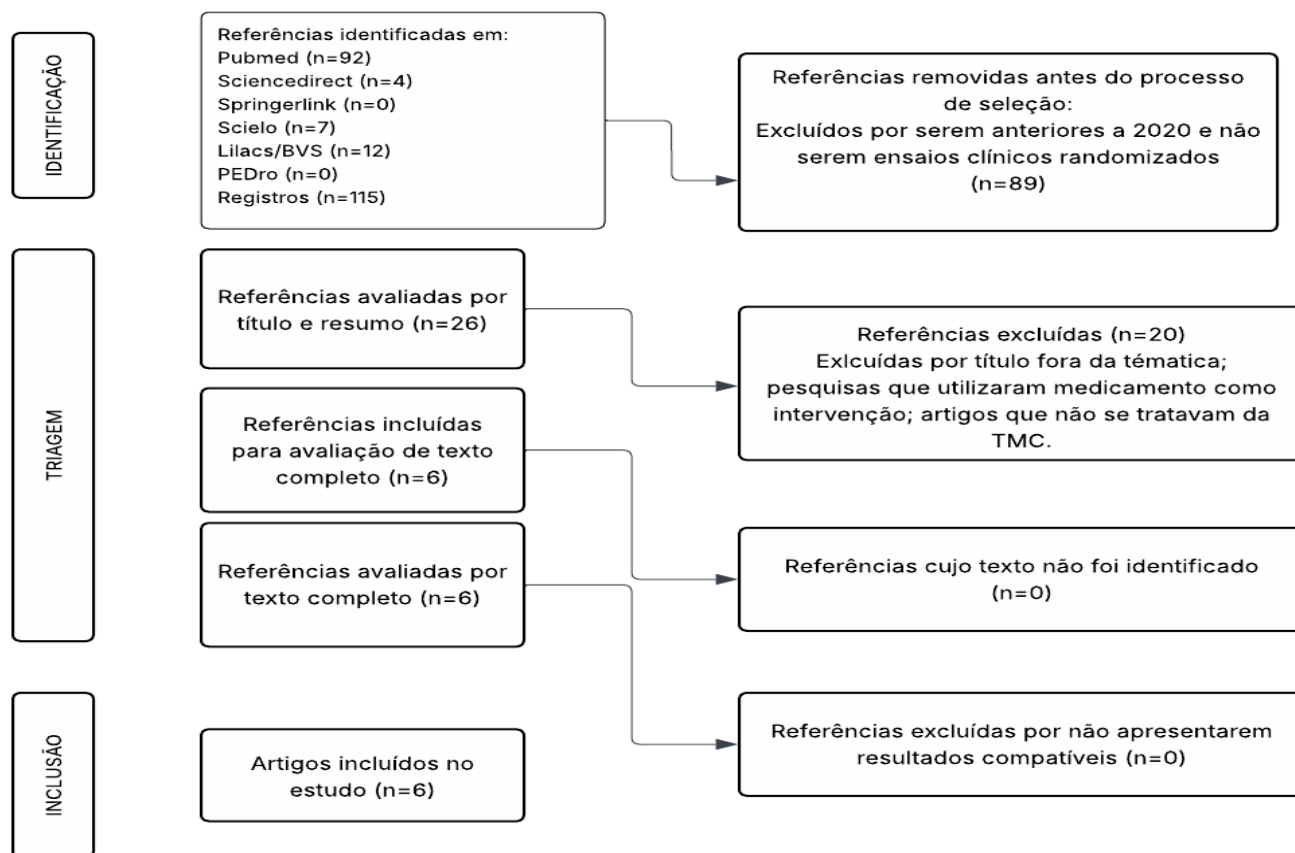 IDENTIFICAÇÃO
Referências identificadas em:
Pubmed (n=92)
Sciencedirect (n=4)
Springerlink (n=0)
Scielo (n=7)
Lilacs/BVS (n=12)
PEDro (n=0)
Registros (n=115)
Referências removidas antes do processo
de seleção:
Excluídos por serem anteriores a 2020 e não
serem ensaios clínicos randomizados
(n=89)
TRIAGEM
Referências avaliadas por
título e resumo (n=26)
Referências excluídas (n=20)
Exlcuídas por título fora da témática;
pesquisas que utilizaram medicamento como
intervenção; artigos que não se tratavam da
TMC.
Referências incluídas
para avaliação de texto
completo (n=6)
Referências cujo texto não foi identificado
(n=0)
Referências avaliadas por
texto completo (n=6)
Referências excluídas por não apresentarem
resultados compatíveis (n=0)
INCLUSÃO
Artigos incluídos no
estudo (n=6)